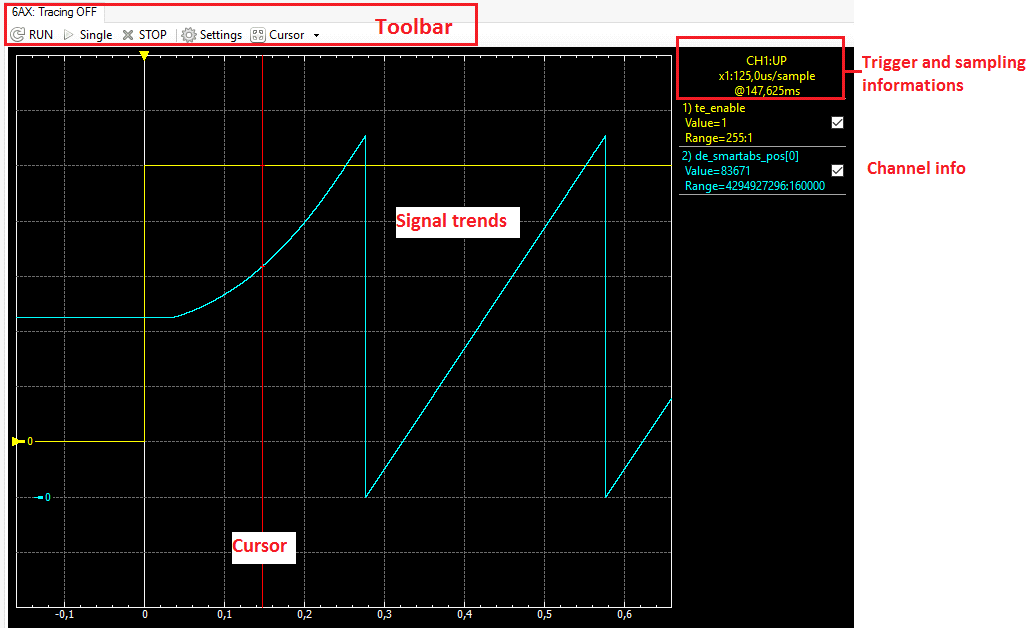 6AX: Tracing OFF
RUN Single STOP Settings Cursor
Toolbar
CH1:UP
x1:125,0us/sample
@147,625ms
Trigger and sampling
informations
1) te_enable
Value=1
Range=255:1
2) de_smartabs_pos[0]
Value=83671
Range=4294927296:160000
Channel info
Signal trends
0
0
Cursor
-0,1 0 0,1 0,2 0,3 0,4 0,5 0,6